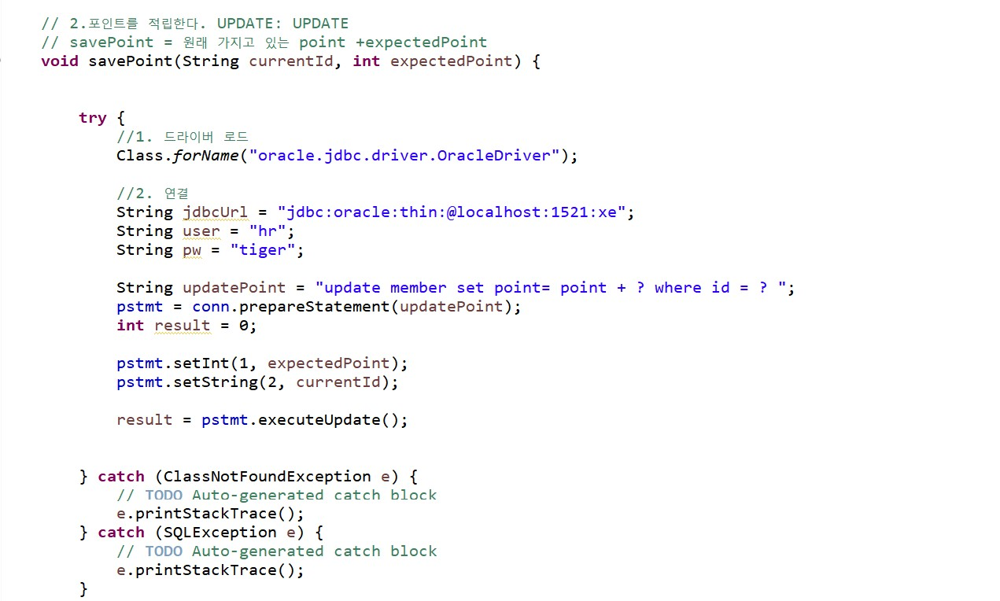 // 2.포인트를 적립한다. UPDATE: UPDATE
// savePoint = 원래 가지고 있는 point +expectedPoint
void savePoint(String currentId, int expectedPoint) {
try {
//1. 드라이버 로드
Class.forName("oracle.jdbc.driver.OracleDriver");
//2. 연결
String jdbcUrl = "jdbc:oracle:thin:@localhost:1521:xe";
String user = "hr";
String pw = "tiger";
String updatePoint = "update member set point= point + ? where id = ? ";
pstmt = conn.prepareStatement(updatePoint);
int result = 0;
pstmt.setInt(1, expectedPoint);
pstmt.setString(2, currentId);
result = pstmt.executeUpdate();
} catch (ClassNotFoundException e) {
// TODO Auto-generated catch block
e.printStackTrace();
} catch (SQLException e) {
// TODO Auto-generated catch block
e.printStackTrace();
}